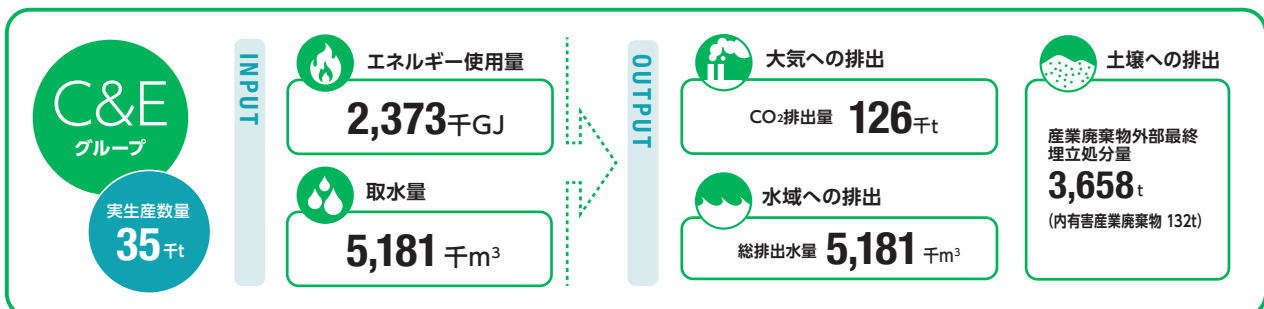 C&E
グループ
実生産数量
35千t
INPUT
エネルギー使用量
2,373千GJ
取水量
5,181 千m³
OUTPUT
大気への排出
CO₂排出量 126千t
水域への排出
総排出水量 5,181 千m³
土壌への排出
産業廃棄物外部最終
埋立処分量
3,658 t
(内有害産業廃棄物 132t)